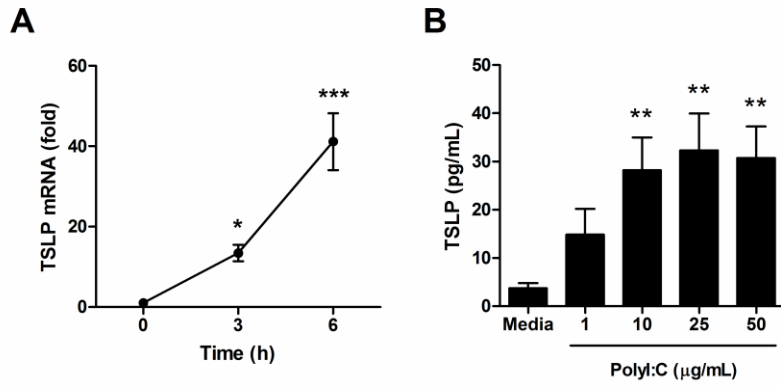 A
TSLP mRNA (fold)
60
40
20
0
*
***
0 3 6
Time (h)
B
TSLP (pg/mL)
50
40
30
20
10
0
** ** **
Media 1 10 25 50
PolyI:C (µg/mL)